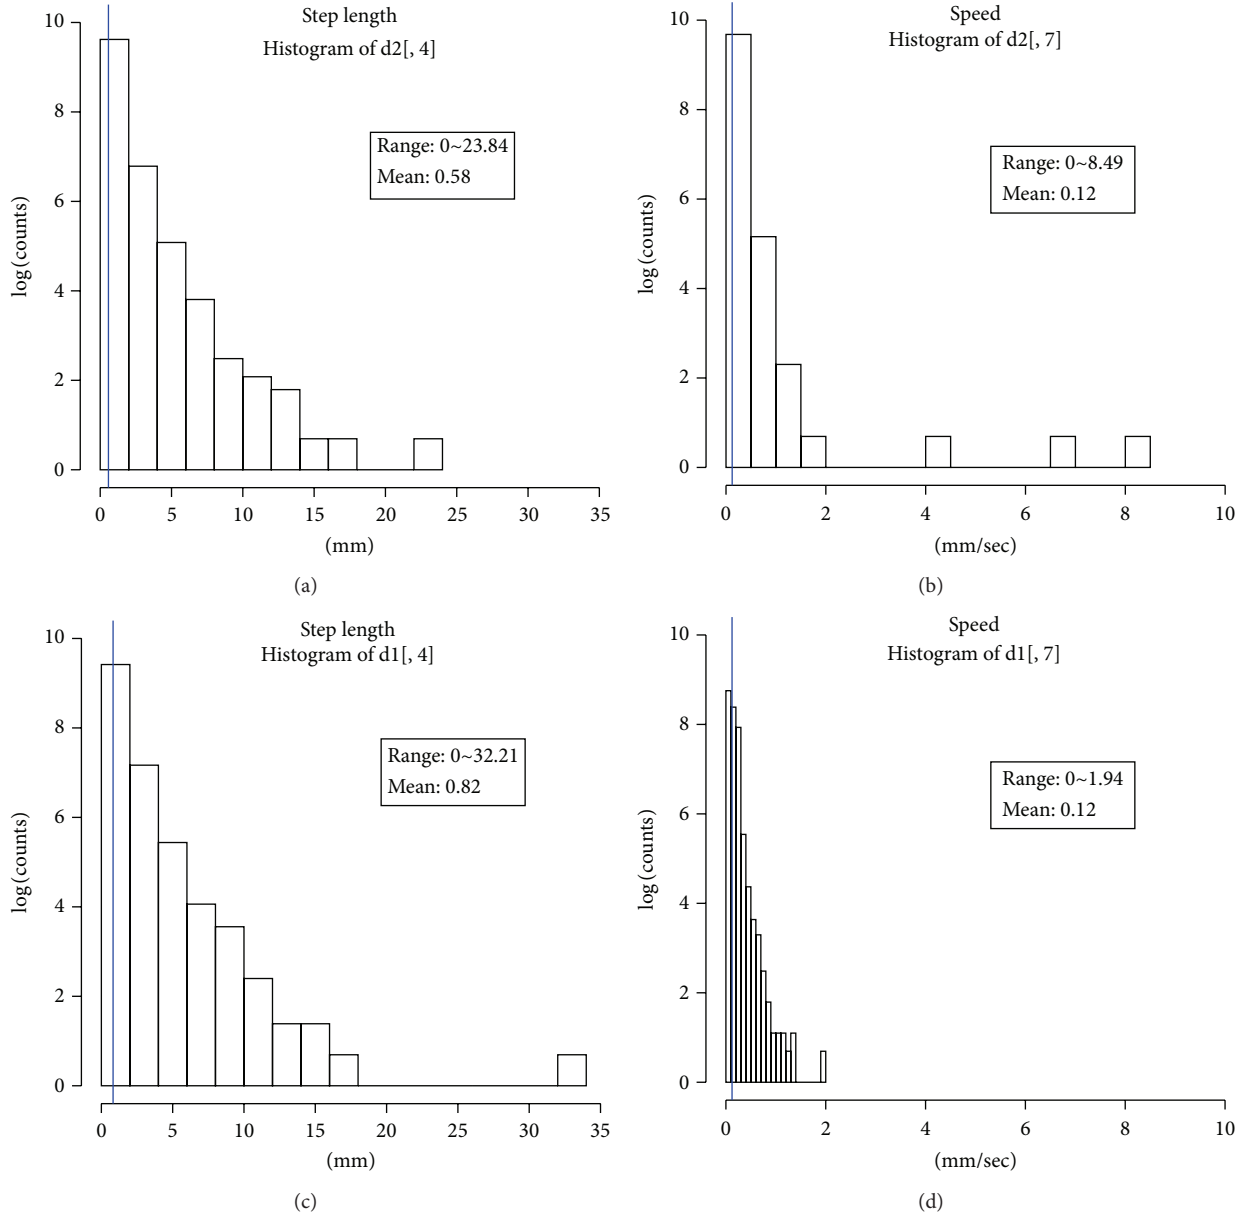 Step length
Histogram of d2[, 4]
Range: 0~23.84
Mean: 0.58
log(counts)
10
8
6
4
2
0
0 5 10 15 20 25 30 35
(mm)
(a)
Speed
Histogram of d2[, 7]
Range: 0~8.49
Mean: 0.12
log(counts)
10
8
6
4
2
0
0 2 4 6 8 10
(mm/sec)
(b)
Step length
Histogram of d1[, 4]
Range: 0~32.21
Mean: 0.82
log(counts)
10
8
6
4
2
0
0 5 10 15 20 25 30 35
(mm)
(c)
Speed
Histogram of d1[, 7]
Range: 0~1.94
Mean: 0.12
log(counts)
10
8
6
4
2
0
0 2 4 6 8 10
(mm/sec)
(d)